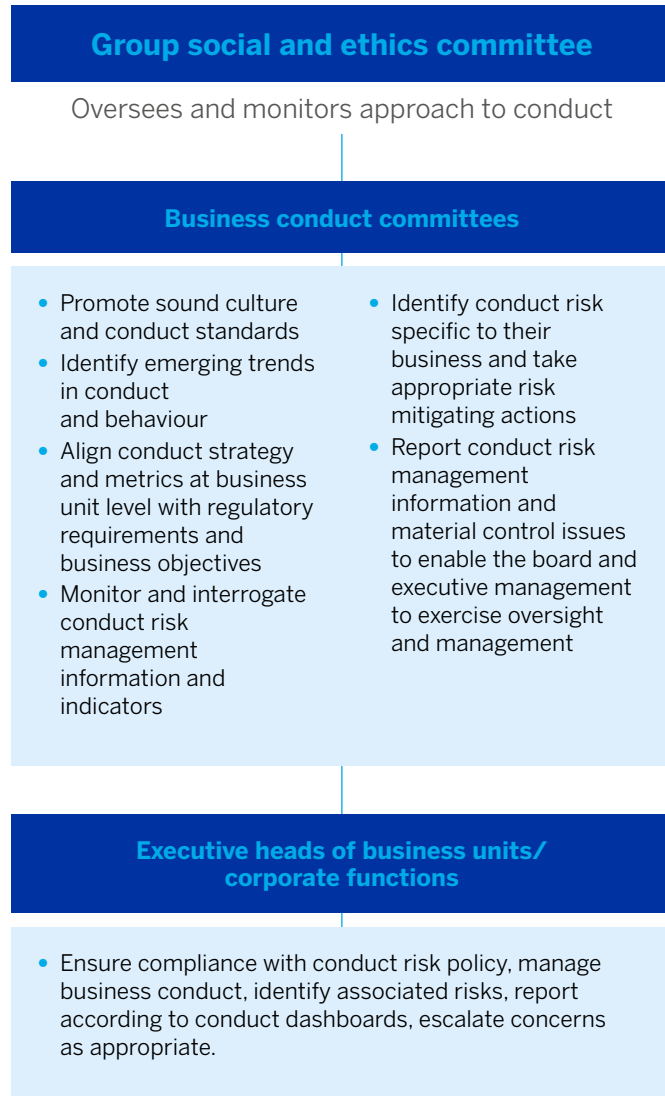 Group social and ethics committee
Oversees and monitors approach to conduct
Business conduct committees
• Promote sound culture
and conduct standards
• Identify emerging trends
in conduct
and behaviour
• Align conduct strategy
and metrics at business
unit level with regulatory
requirements and
business objectives
• Monitor and interrogate
conduct risk
management
information and
indicators
• Identify conduct risk
specific to their
business and take
appropriate risk
mitigating actions
• Report conduct risk
management
information and
material control issues
to enable the board and
executive management
to exercise oversight
and management
Executive heads of business units/
corporate functions
• Ensure compliance with conduct risk policy, manage
business conduct, identify associated risks, report
according to conduct dashboards, escalate concerns
as appropriate.